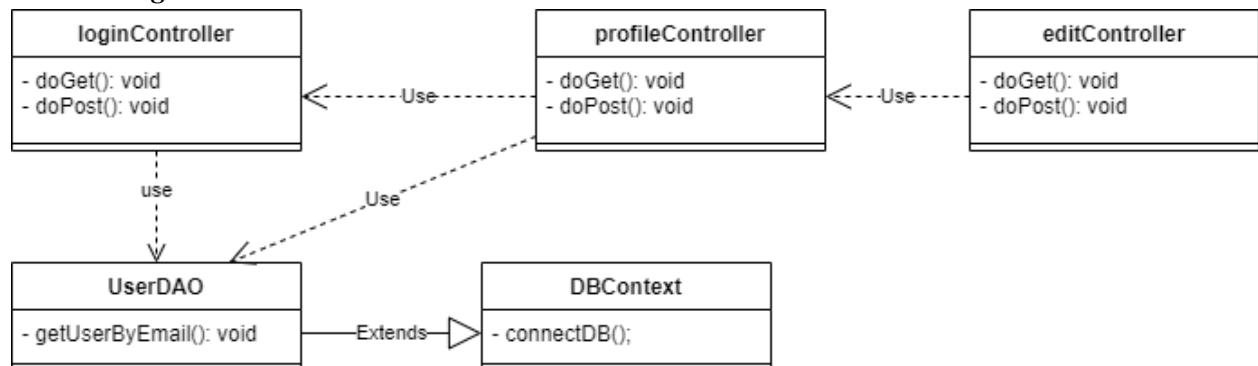 loginController
- doGet(): void
- doPost(): void
profileController
- doGet(): void
- doPost(): void
editController
- doGet(): void
- doPost(): void
Use
Use
use
Use
UserDAO
- getUserByEmail(): void
Extends
DBContext
- connectDB();